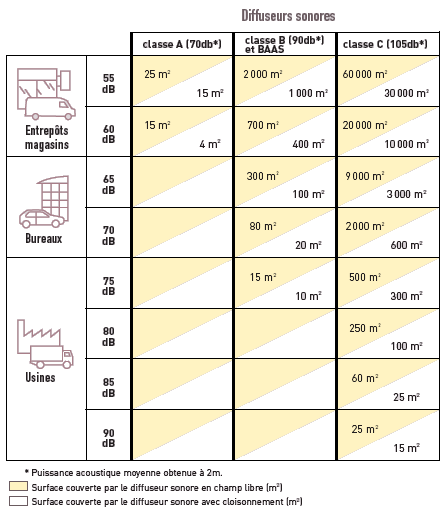 Diffuseurs sonores
classe A (70db*)
classe B (90db*)
et BAAS
classe C (105db*)
Entrepôts
magasins
55
dB
25 m²
15 m²
2 000 m²
1 000 m²
60 000 m²
30 000 m²
60
dB
15 m²
4 m²
700 m²
400 m²
20 000 m²
10 000 m²
Bureaux
65
dB
300 m²
100 m²
9 000 m²
3 000 m²
70
dB
80 m²
20 m²
2 000 m²
600 m²
Usines
75
dB
15 m²
10 m²
500 m²
300 m²
80
dB
250 m²
100 m²
85
dB
60 m²
25 m²
90
dB
25 m²
15 m²
* Puissance acoustique moyenne obtenue à 2m.
Surface couverte par le diffuseur sonore en champ libre (m²)
Surface couverte par le diffuseur sonore avec cloisonnement (m²)